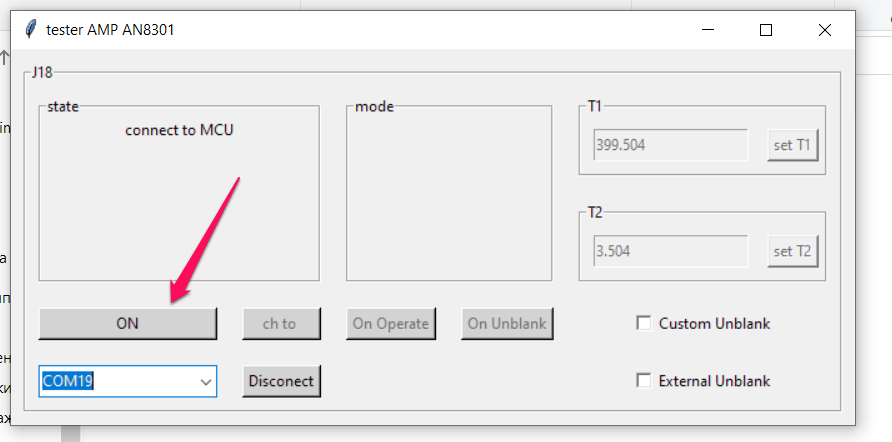 tester AMP AN8301
J18
state
connect to MCU
mode
T1
399.504
set T1
T2
3.504
set T2
ON
ch to
On Operate
On Unblank
Custom Unblank
COM19
Disconect
External Unblank